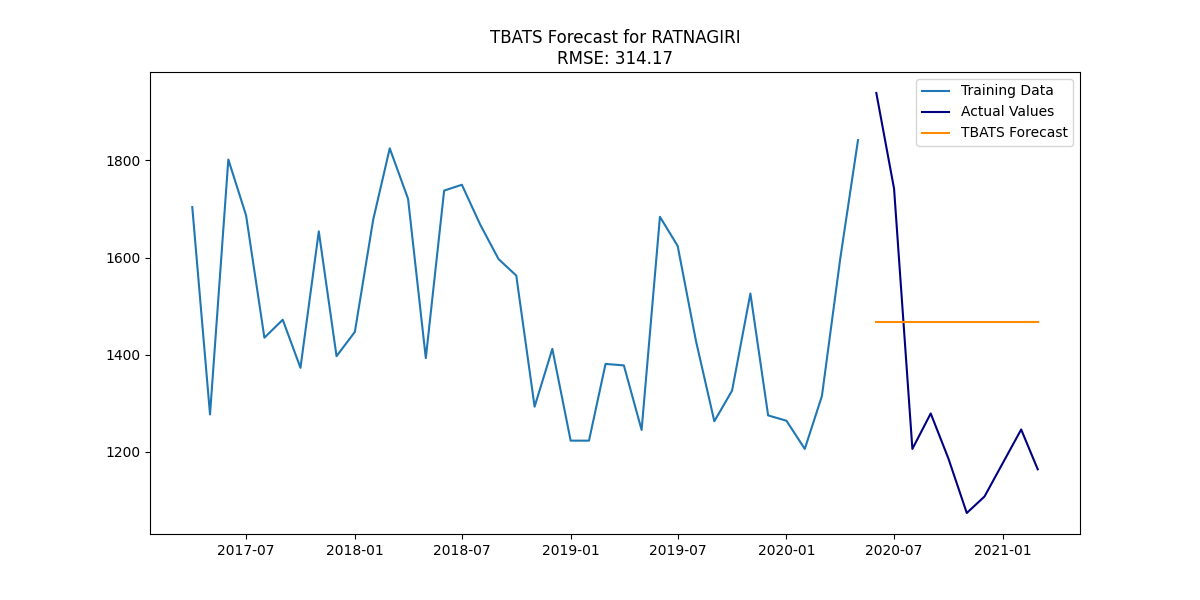 TBATS Forecast for RATNAGIRI
RMSE: 314.17
Training Data
Actual Values
TBATS Forecast
1800
1600
1400
1200
2017-07
2018-01
2018-07
2019-01
2019-07
2020-01
2020-07
2021-01